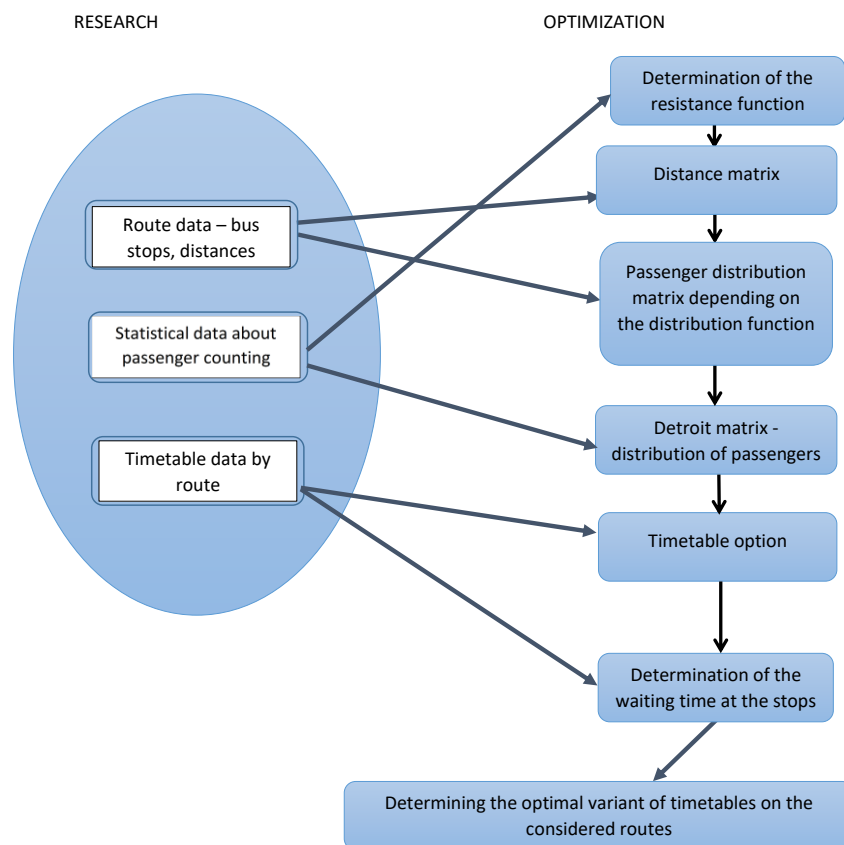 RESEARCH
OPTIMIZATION
Determination of the
resistance function
Distance matrix
Route data – bus
stops, distances
Passenger distribution
matrix depending on
the distribution function
Statistical data about
passenger counting
Detroit matrix -
distribution of passengers
Timetable data by
route
Timetable option
Determination of the
waiting time at the stops
Determining the optimal variant of timetables on the
considered routes